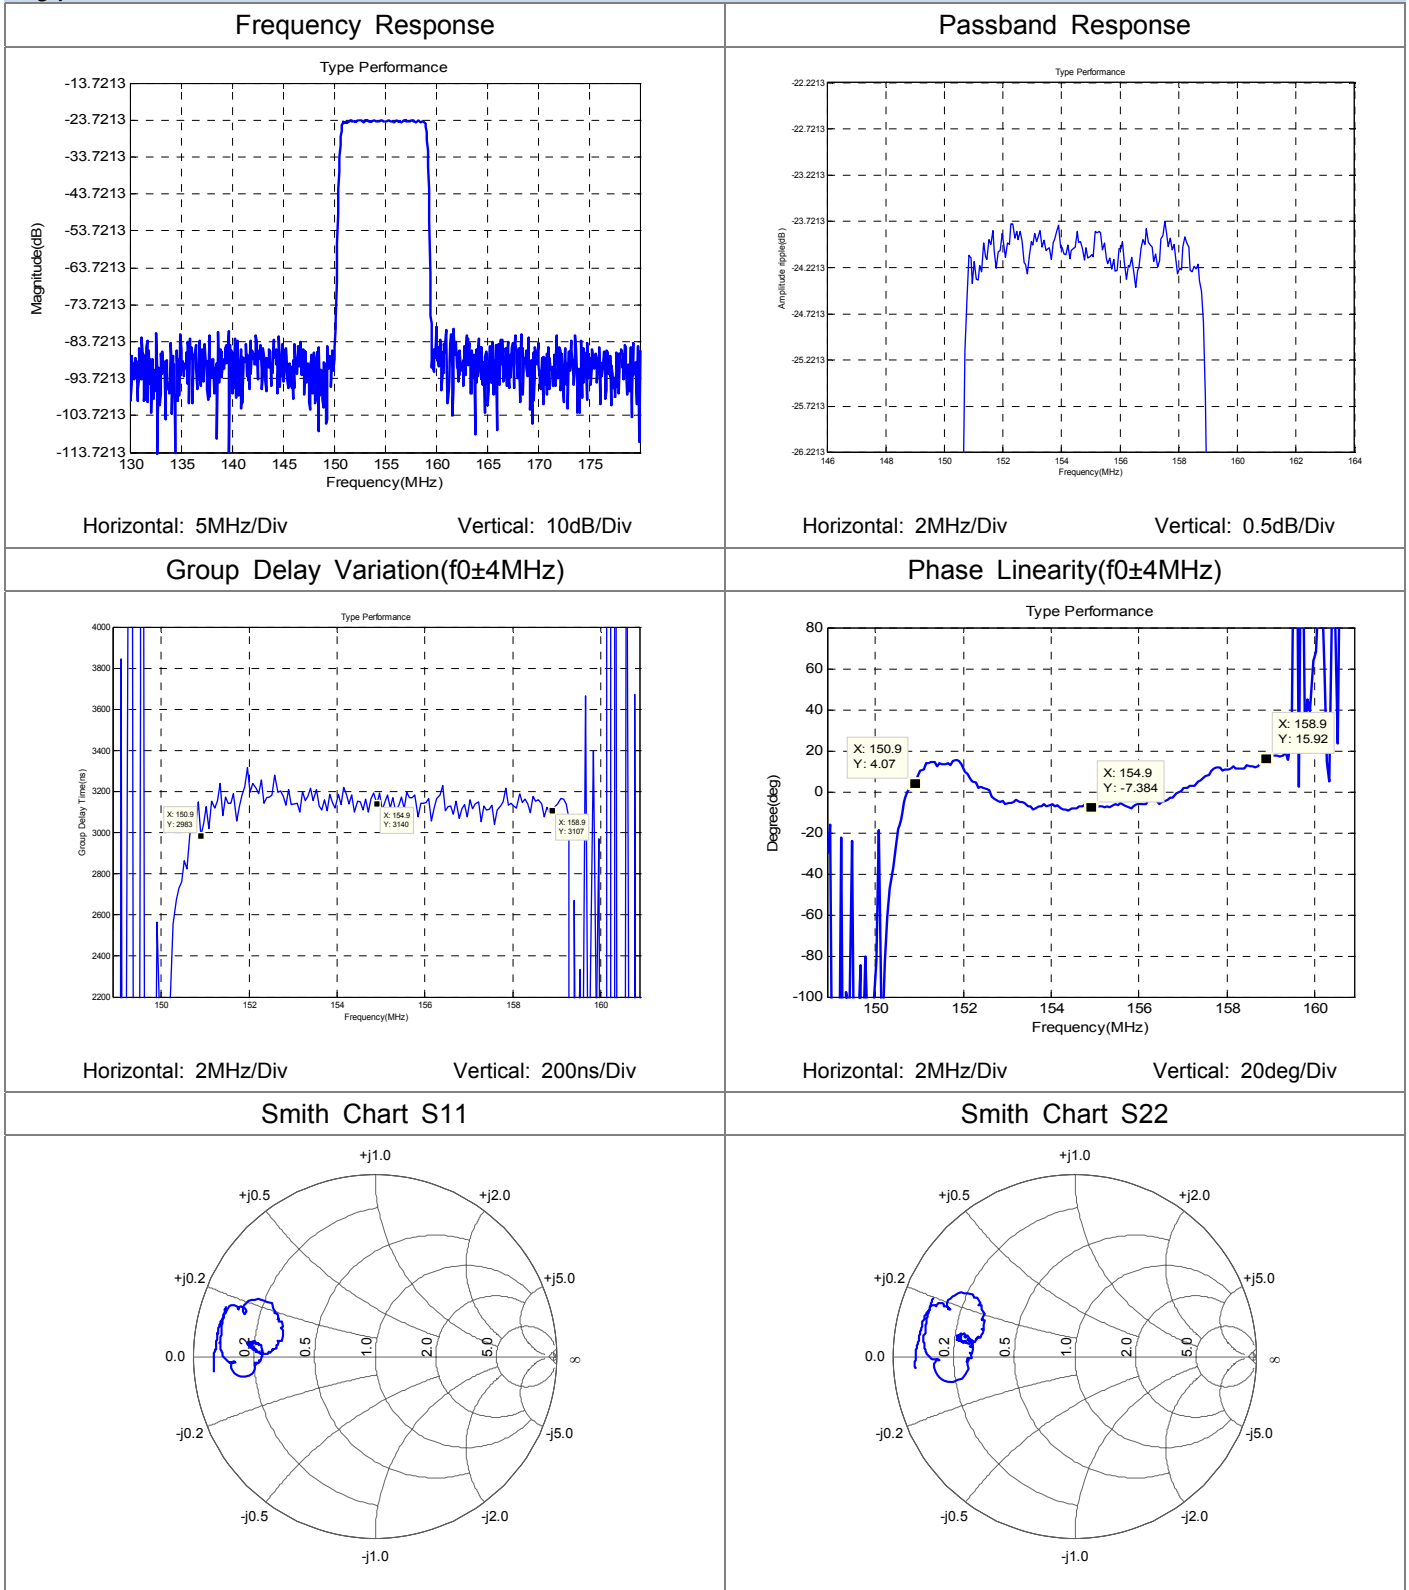 Frequency Response
Passband Response
Type Performance
-13.7213
-23.7213
-33.7213
-43.7213
-53.7213
-63.7213
-73.7213
-83.7213
-93.7213
-103.7213
-113.7213
Magnitude(dB)
130 135 140 145 150 155 160 165 170 175
Frequency(MHz)
Horizontal: 5MHz/Div Vertical: 10dB/Div
Type Performance
-22.2213
-22.7213
-23.2213
-23.7213
-24.2213
-24.7213
-25.2213
-25.7213
-26.2213
Amplitude ripple(dB)
146 148 150 152 154 156 158 160 162 164
Frequency(MHz)
Horizontal: 2MHz/Div Vertical: 0.5dB/Div
Group Delay Variation(f0±4MHz)
Phase Linearity(f0±4MHz)
Type Performance
4000
3800
3600
3400
3200
3000
2800
2600
2400
2200
Group Delay Time(ns)
X: 150.9
Y: 2983
X: 154.9
Y: 3140
X: 158.9
Y: 3107
150 152 154 156 158 160
Frequency(MHz)
Horizontal: 2MHz/Div Vertical: 200ns/Div
Type Performance
80
60
40
20
0
-20
-40
-60
-80
-100
Degree(deg)
X: 150.9
Y: 4.07
X: 154.9
Y: -7.384
X: 158.9
Y: 15.92
150 152 154 156 158 160
Frequency(MHz)
Horizontal: 2MHz/Div Vertical: 20deg/Div
Smith Chart S11
Smith Chart S22
+j1.0
+j0.5 +j2.0
+j0.2 +j5.0
0.0 0.2 0.5 1.0 2.0 5.0 ∞
-j0.2 -j5.0
-j0.5 -j2.0
-j1.0
+j1.0
+j0.5 +j2.0
+j0.2 +j5.0
0.0 0.2 0.5 1.0 2.0 5.0 ∞
-j0.2 -j5.0
-j0.5 -j2.0
-j1.0